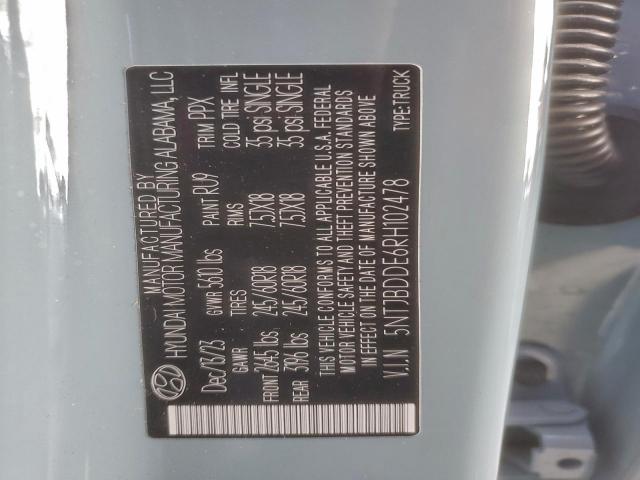 MANUFACTURED BY
HYUNDAI MOTOR MANUFACTURING ALABAMA, LLC
Dec/13/23 GVWR 5610 lbs PAINT RU9 TRIM PPX
GAWR TIRES RIMS COLD TIRE INFL
FRONT 2645 lbs 245/60R18 7.5JX18 35 psi SINGLE
REAR 3196 lbs 245/60R18 7.5JX18 35 psi SINGLE
THIS VEHICLE CONFORMS TO ALL APPLICABLE U.S.A. FEDERAL
MOTOR VEHICLE SAFETY AND THEFT PREVENTION STANDARDS
IN EFFECT ON THE DATE OF MANUFACTURE SHOWN ABOVE
V.I.N 5NTJBDDE6RH102478 TYPE:TRUCK